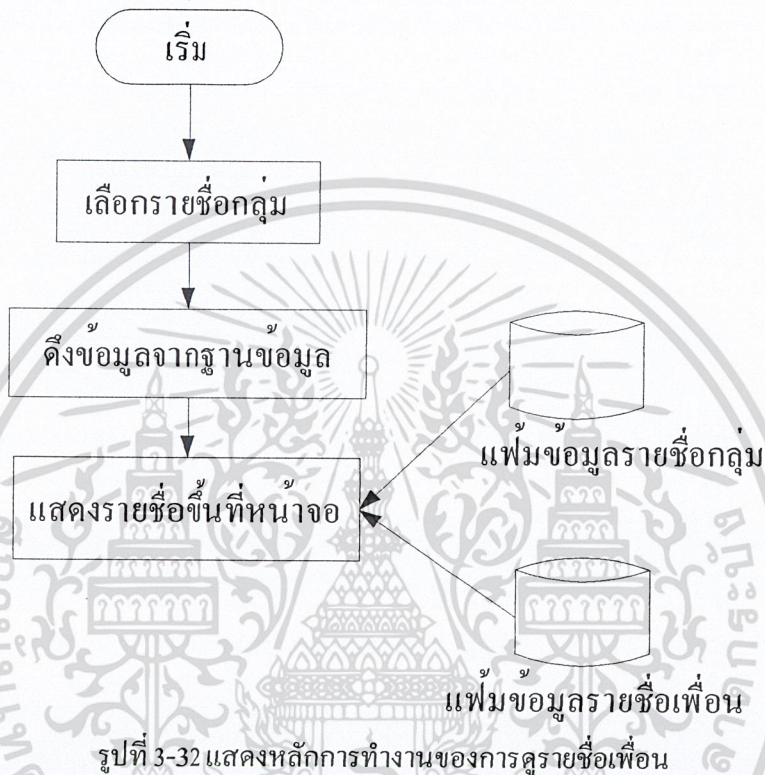 เริ่ม
เลือกรายชื่อกลุ่ม
ดึงข้อมูลจากฐานข้อมูล
แฟ้มข้อมูลรายชื่อกลุ่ม
แสดงรายชื่อขึ้นที่หน้าจอ
แฟ้มข้อมูลรายชื่อเพื่อน
รูปที่ 3-32 แสดงหลักการทำงานของการดูรายชื่อเพื่อน